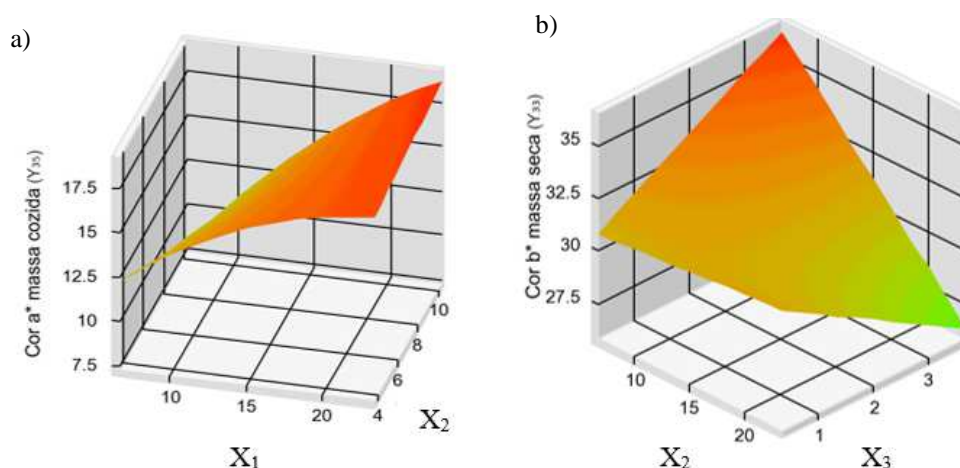 a)
Cor a* massa cozida (Y₃₅)
17.5
15
12.5
10
7.5
10
15
20
4
6
8
10
X₁
X₂
b)
Cor b* massa seca (Y₃₃)
35
32.5
30
27.5
10
15
20
1
2
3
X₂
X₃